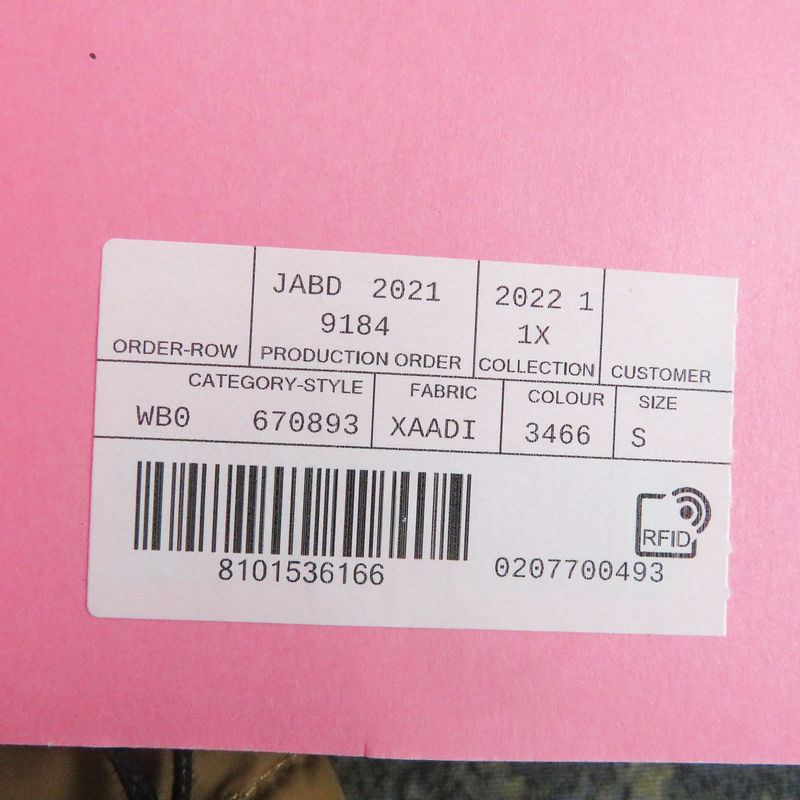 JABD 2021
9184
2022 1
1X
ORDER-ROW
PRODUCTION ORDER
COLLECTION
CUSTOMER
CATEGORY-STYLE
FABRIC
COLOUR
SIZE
WB0 670893
XAADI
3466
S
RFID
8101536166
0207700493